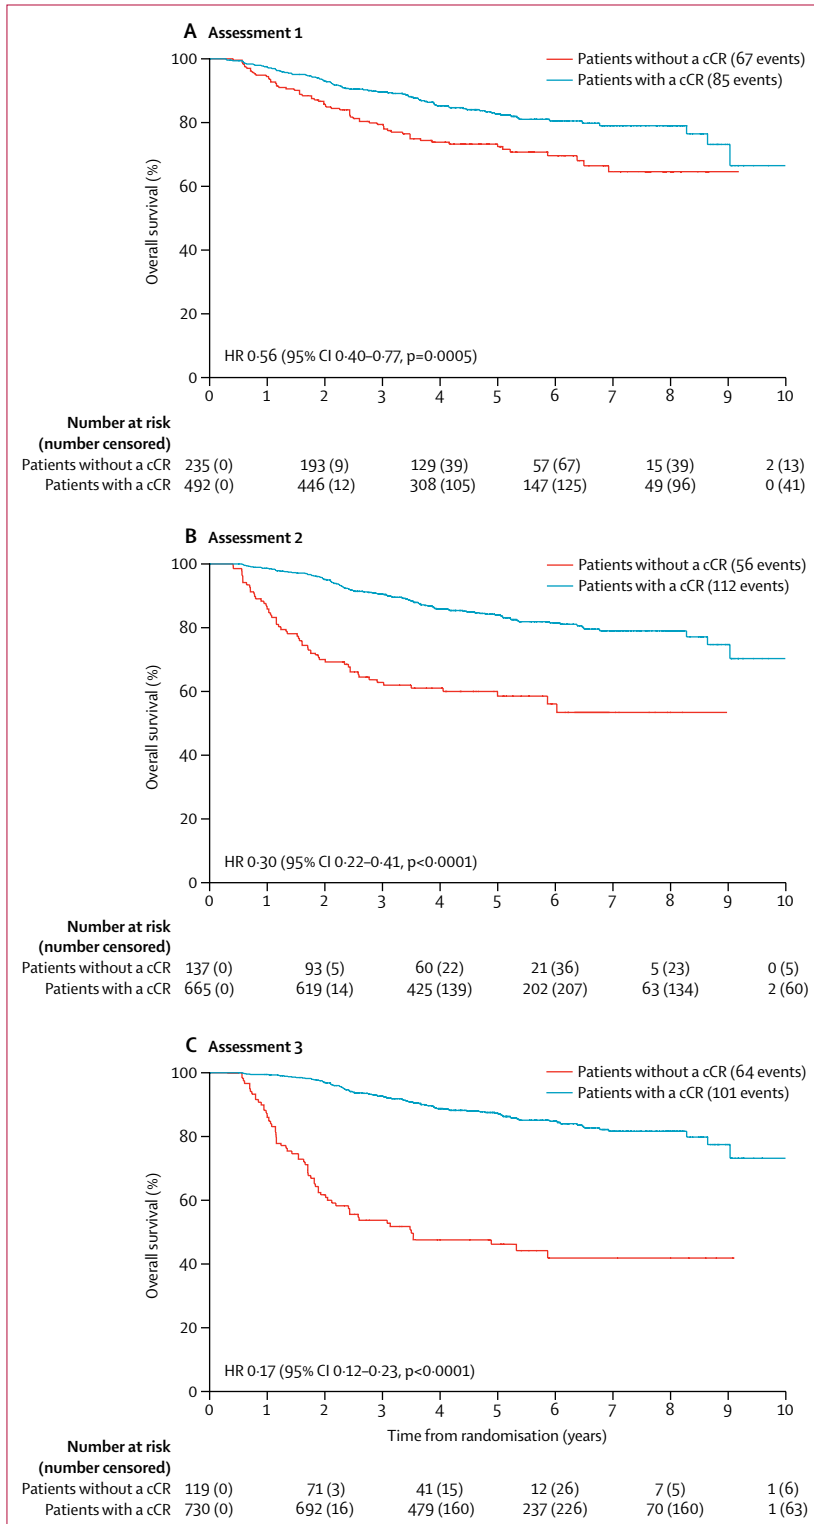 A Assessment 1
Patients without a cCR (67 events)
Patients with a cCR (85 events)
100
80
60
40
20
0
Overall survival (%)
HR 0·56 (95% CI 0·40–0·77, p=0·0005)
0 1 2 3 4 5 6 7 8 9 10
Number at risk
(number censored)
Patients without a cCR 235 (0) 193 (9) 129 (39) 57 (67) 15 (39) 2 (13)
Patients with a cCR 492 (0) 446 (12) 308 (105) 147 (125) 49 (96) 0 (41)
B Assessment 2
Patients without a cCR (56 events)
Patients with a cCR (112 events)
100
80
60
40
20
0
Overall survival (%)
HR 0·30 (95% CI 0·22–0·41, p<0·0001)
0 1 2 3 4 5 6 7 8 9 10
Number at risk
(number censored)
Patients without a cCR 137 (0) 93 (5) 60 (22) 21 (36) 5 (23) 0 (5)
Patients with a cCR 665 (0) 619 (14) 425 (139) 202 (207) 63 (134) 2 (60)
C Assessment 3
Patients without a cCR (64 events)
Patients with a cCR (101 events)
100
80
60
40
20
0
Overall survival (%)
HR 0·17 (95% CI 0·12–0·23, p<0·0001)
0 1 2 3 4 5 6 7 8 9 10
Time from randomisation (years)
Number at risk
(number censored)
Patients without a cCR 119 (0) 71 (3) 41 (15) 12 (26) 7 (5) 1 (6)
Patients with a cCR 730 (0) 692 (16) 479 (160) 237 (226) 70 (160) 1 (63)